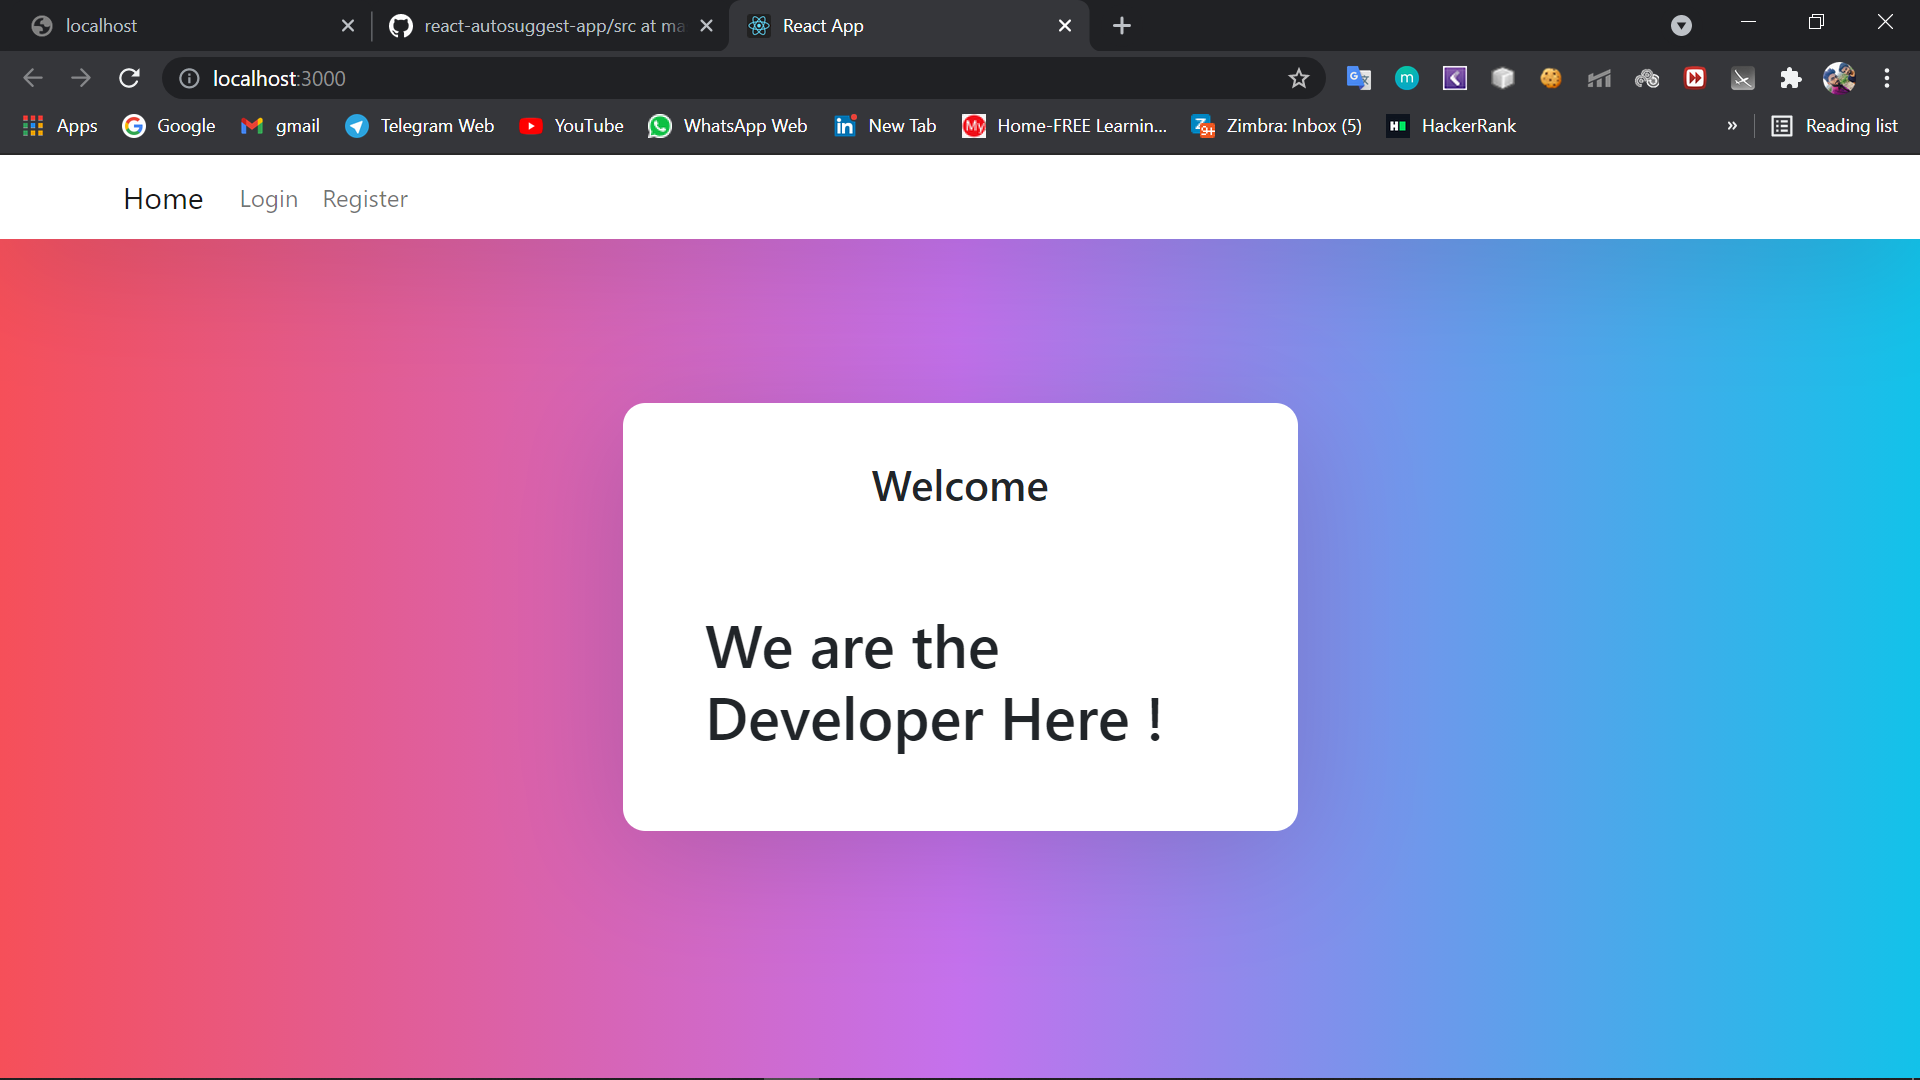 localhost
react-autosuggest-app/src at ma
React App
localhost:3000
Apps
Google
gmail
Telegram Web
YouTube
WhatsApp Web
New Tab
Home-FREE Learnin...
Zimbra: Inbox (5)
HackerRank
»
Reading list
Home
Login
Register
Welcome
We are the
Developer Here !